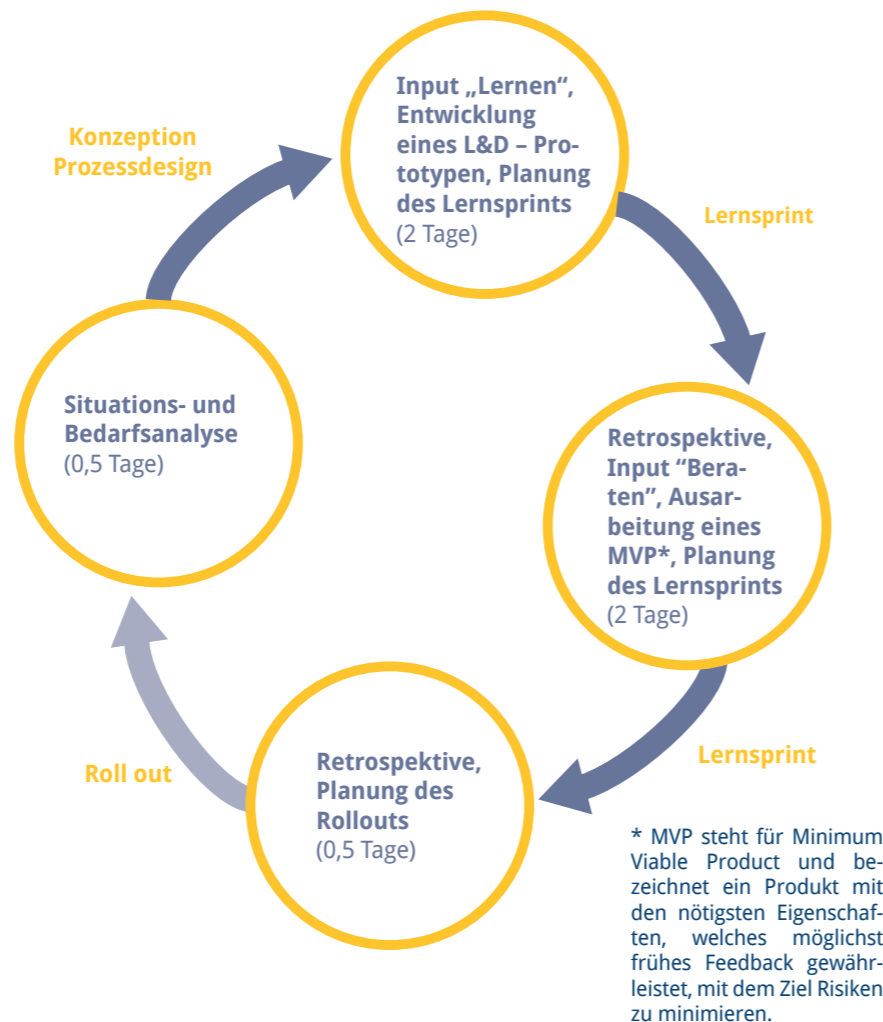 Konzeption
Prozessdesign
Input „Lernen“,
Entwicklung
eines L&D – Pro-
totypen, Planung
des Lernsprints
(2 Tage)
Lernsprint
Situations- und
Bedarfsanalyse
(0,5 Tage)
Retrospektive,
Input “Bera-
ten”, Ausar-
beitung eines
MVP*, Planung
des Lernsprints
(2 Tage)
Roll out
Retrospektive,
Planung des
Rollouts
(0,5 Tage)
Lernsprint
* MVP steht für Minimum
Viable Product und be-
zeichnet ein Produkt mit
den nötigsten Eigenschaf-
ten, welches möglichst
frühes Feedback gewähr-
leistet, mit dem Ziel Risiken
zu minimieren.